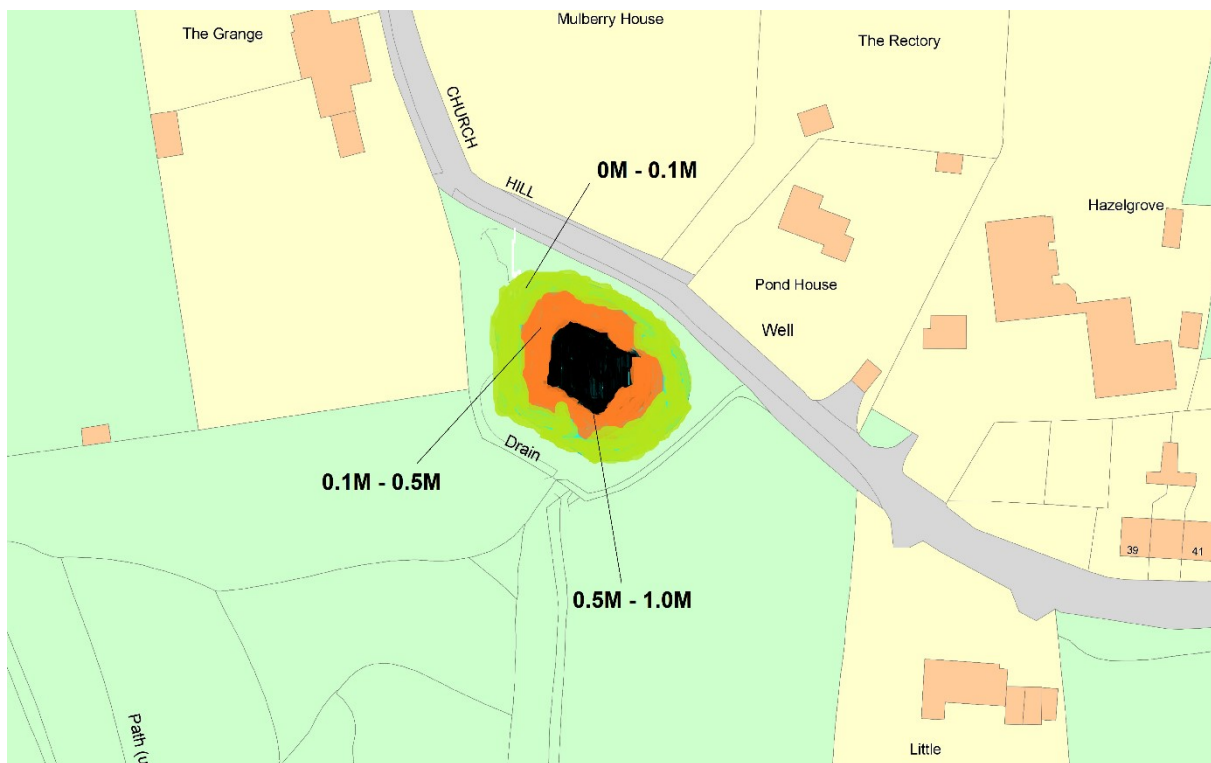 Mulberry House
The Grange
The Rectory
CHURCH
HILL
0M - 0.1M
Hazelgrove
Pond House
Well
Drain
0.1M - 0.5M
0.5M - 1.0M
39
41
Path (u
Little